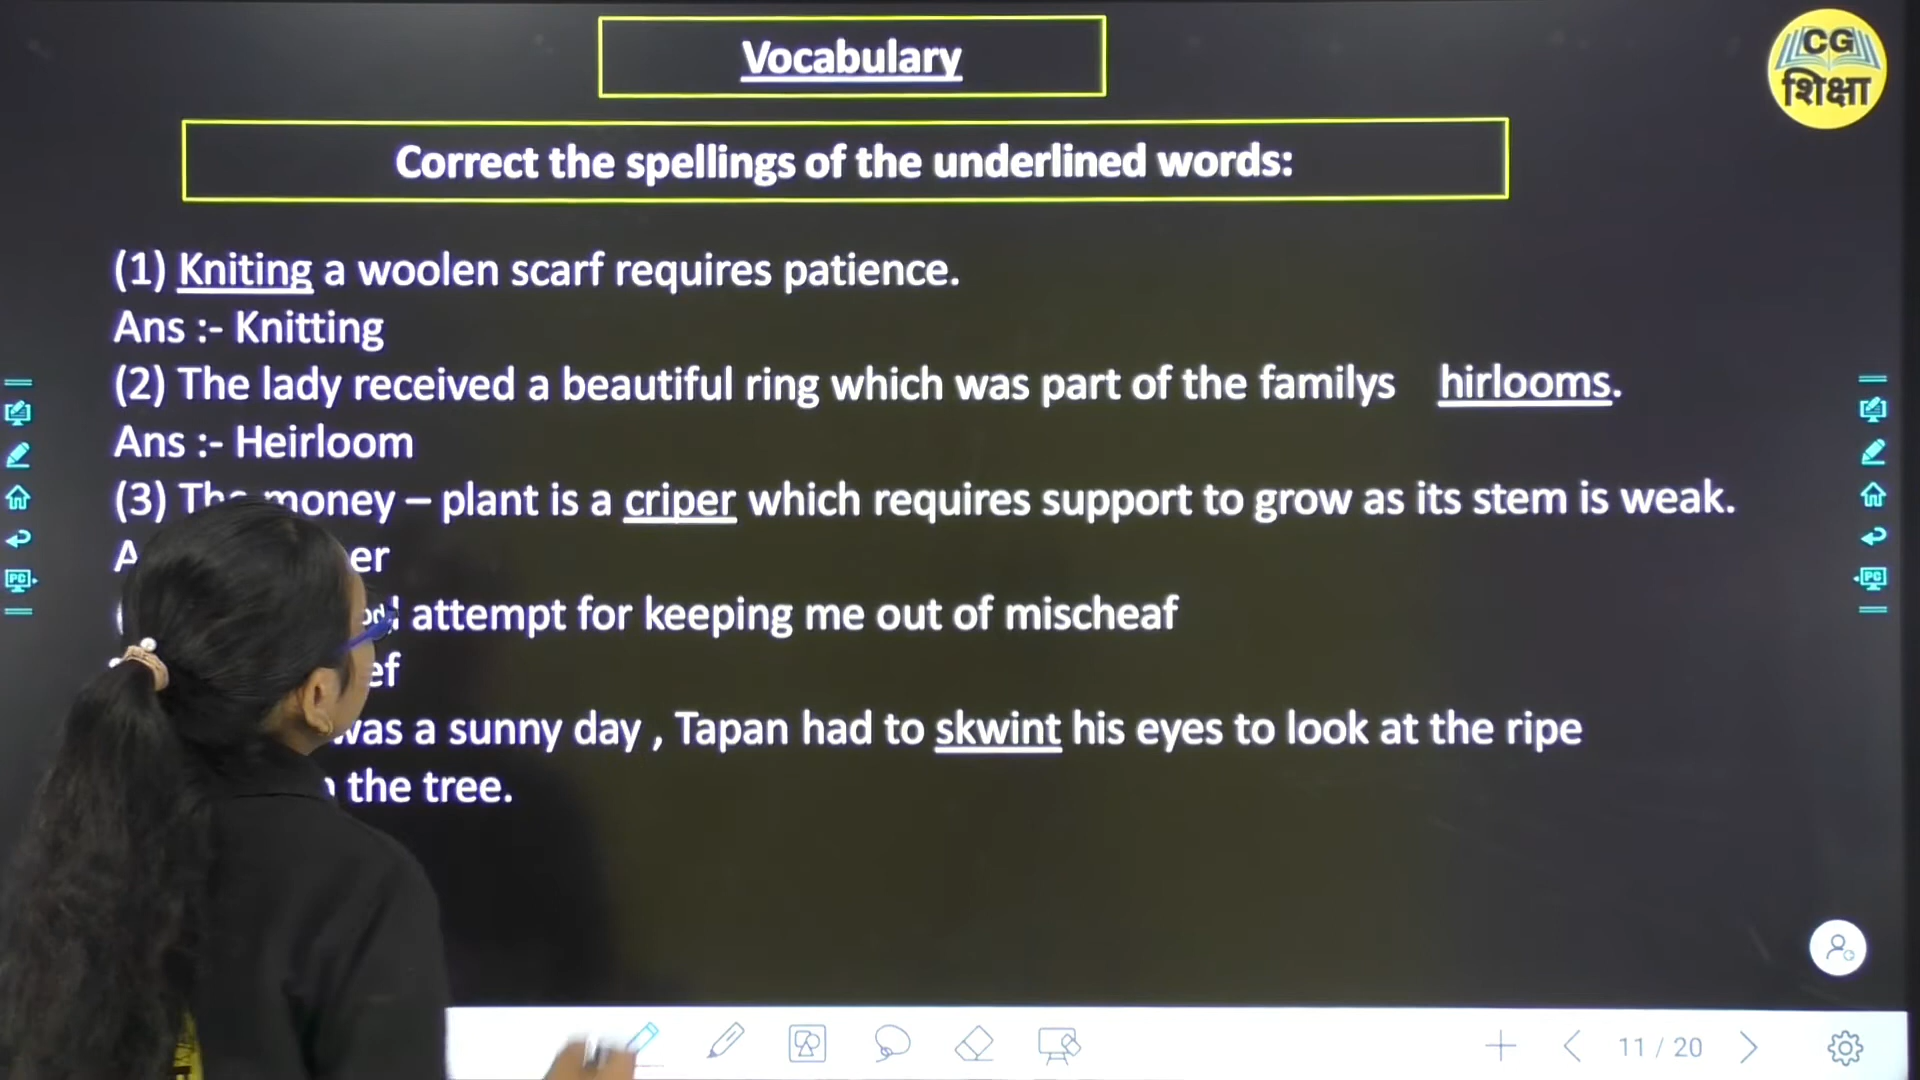 Vocabulary
CG
शिक्षा
Correct the spellings of the underlined words:
(1) Kniting a woolen scarf requires patience.
Ans :- Knitting
(2) The lady received a beautiful ring which was part of the familys hirlooms.
Ans :- Heirloom
(3) The money – plant is a criper which requires support to grow as its stem is weak.
attempt for keeping me out of mischeaf
was a sunny day , Tapan had to skwint his eyes to look at the ripe
the tree.
PC
PC
11 / 20